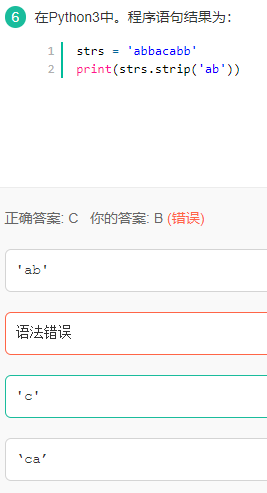 6 在Python3中。程序语句结果为：
1 strs = 'abbacabb'
2 print(strs.strip('ab'))
正确答案: C 你的答案: B (错误)
'ab'
语法错误
'c'
‘ca’